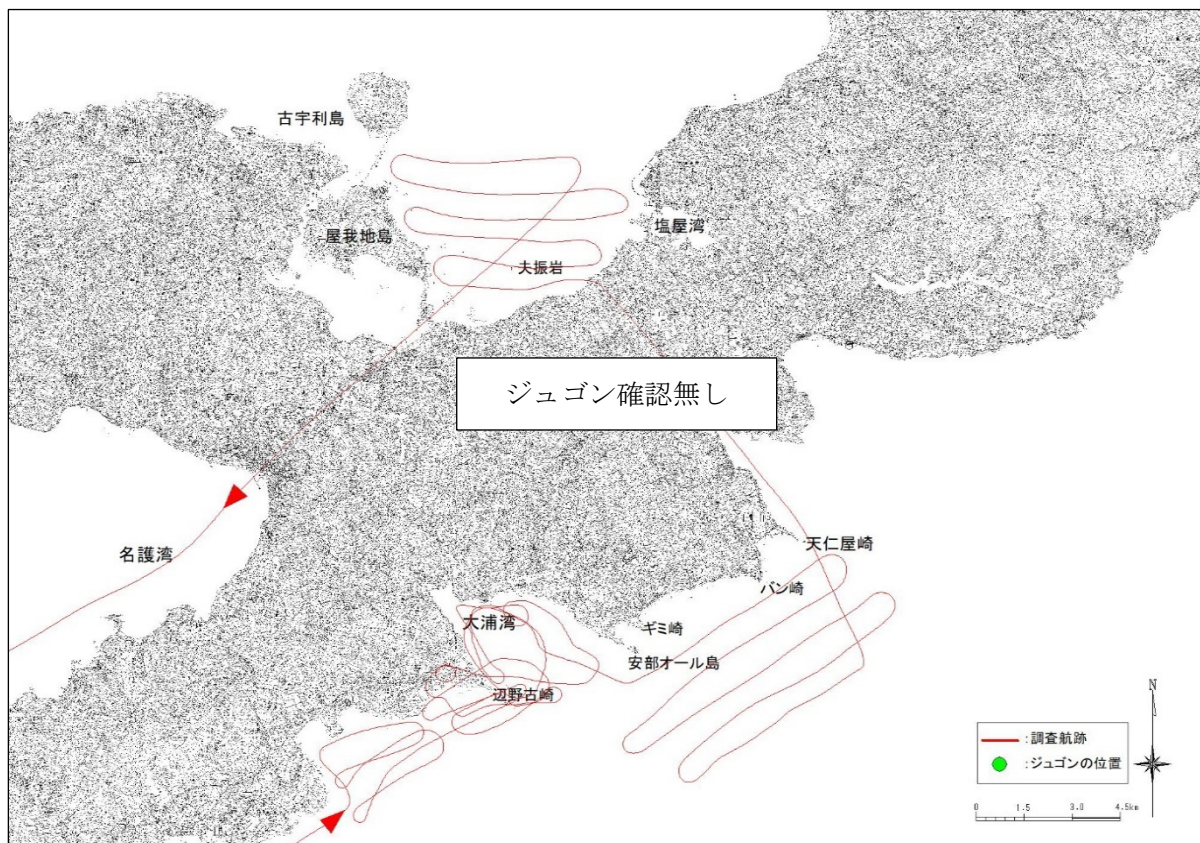 古宇利島
屋我地島
塩屋湾
夫振岩
ジュゴン確認無し
名護湾
天仁屋崎
バン崎
大浦湾
ギミ崎
安部オール島
辺野古崎
N
:調査航跡
:ジュゴンの位置
0 1.5 3.0 4.5km